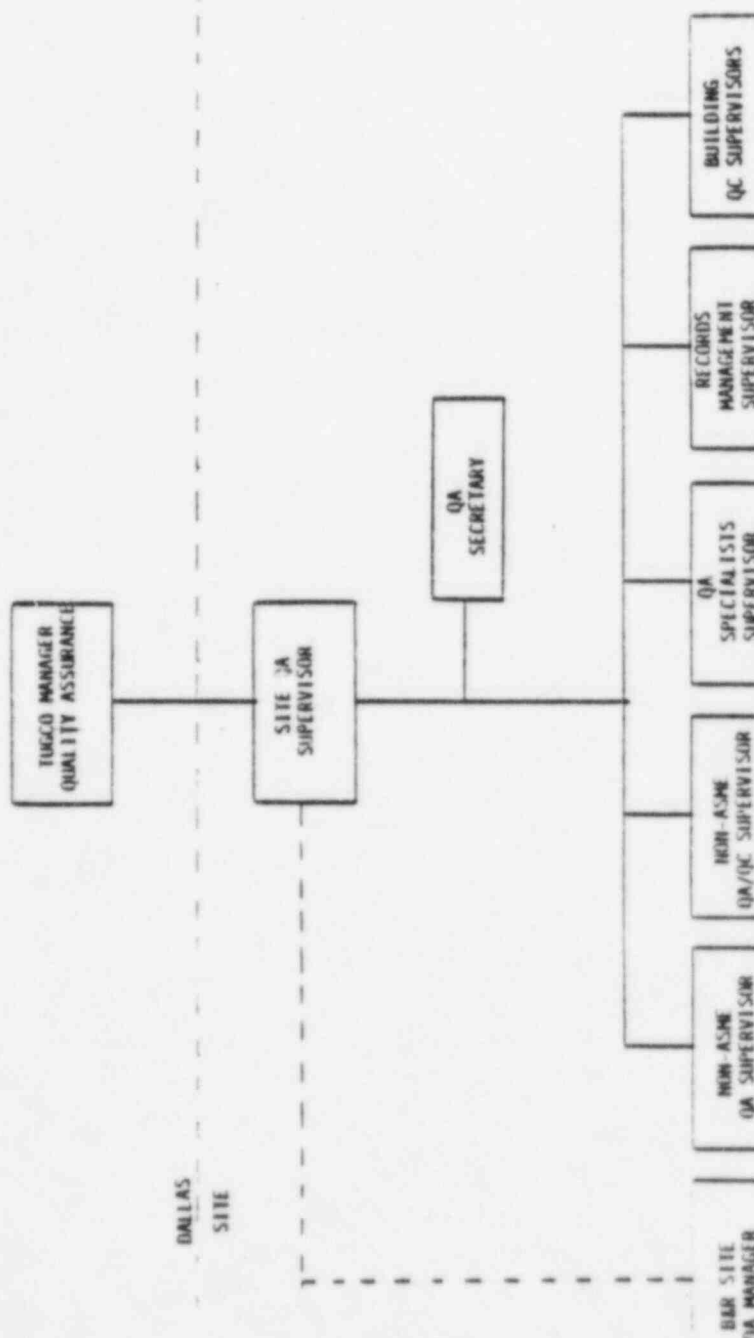 TUGCO MANAGER
QUALITY ASSURANCE
DALLAS
SITE
SITE QA
SUPERVISOR
QA
SECRETARY
B&R SITE
QA MANAGER
NON-ASME
QA SUPERVISOR
NON-ASME
QA/QC SUPERVISOR
QA
SPECIALISTS
SUPERVISOR
RECORDS
MANAGEMENT
SUPERVISOR
BUILDING
QC SUPERVISORS